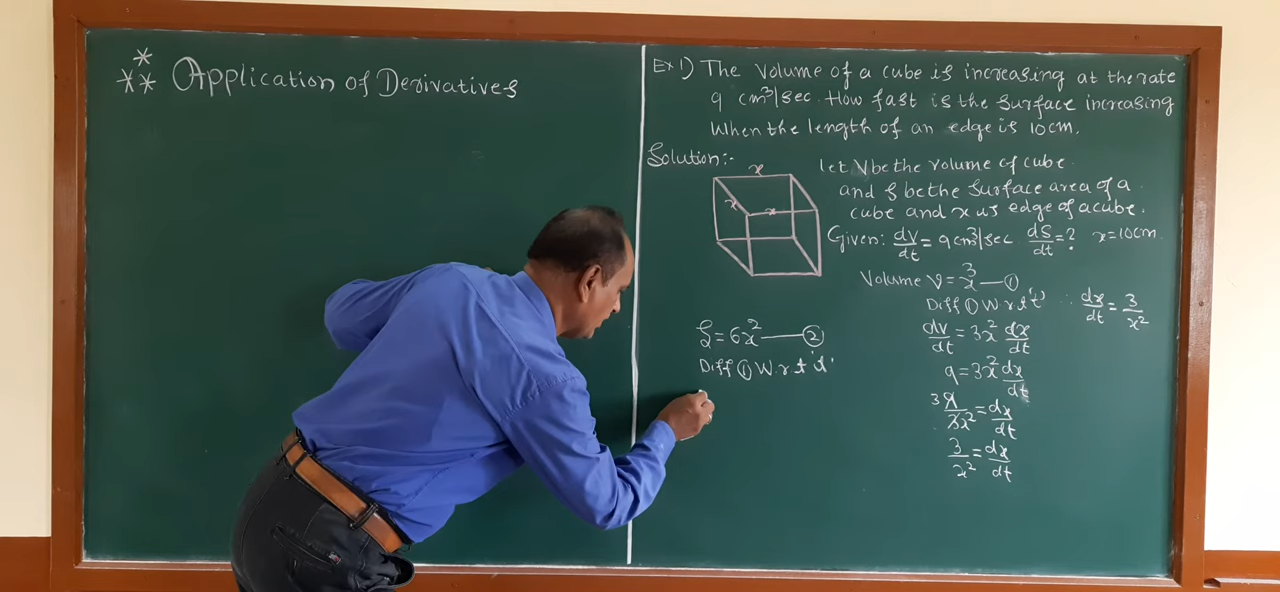 *** Application of Derivatives
Ex 1) The volume of a cube is increasing at the rate
9 cm³/sec. How fast is the surface increasing
when the length of an edge is 10cm.
Solution:-
x
x
x
let V be the volume of cube.
and S be the surface area of a
cube and x us edge of a cube.
Given: dV/dt = 9 cm³/sec dS/dt = ? x = 10cm.
Volume V = x³ — ①
Diff ① W r t 't'
dv/dt = 3x² dx/dt
9 = 3x² dx/dt
3 9/3x² = dx/dt
3/x² = dx/dt
∴ dx/dt = 3/x²
S = 6x² — ②
Diff ① W.r.t 't'